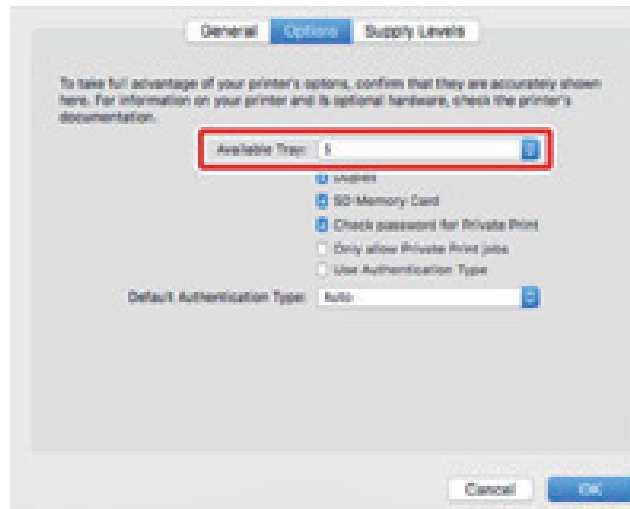 General Options Supply Levels
To take full advantage of your printer's options, confirm that they are accurately shown
here. For information on your printer and its optional hardware, check the printer's
documentation.
Available Tray: 5
Duplex
SD Memory Card
Check password for Private Print
Only allow Private Print jobs
Use Authentication Type
Default Authentication Type: Auto
Cancel OK